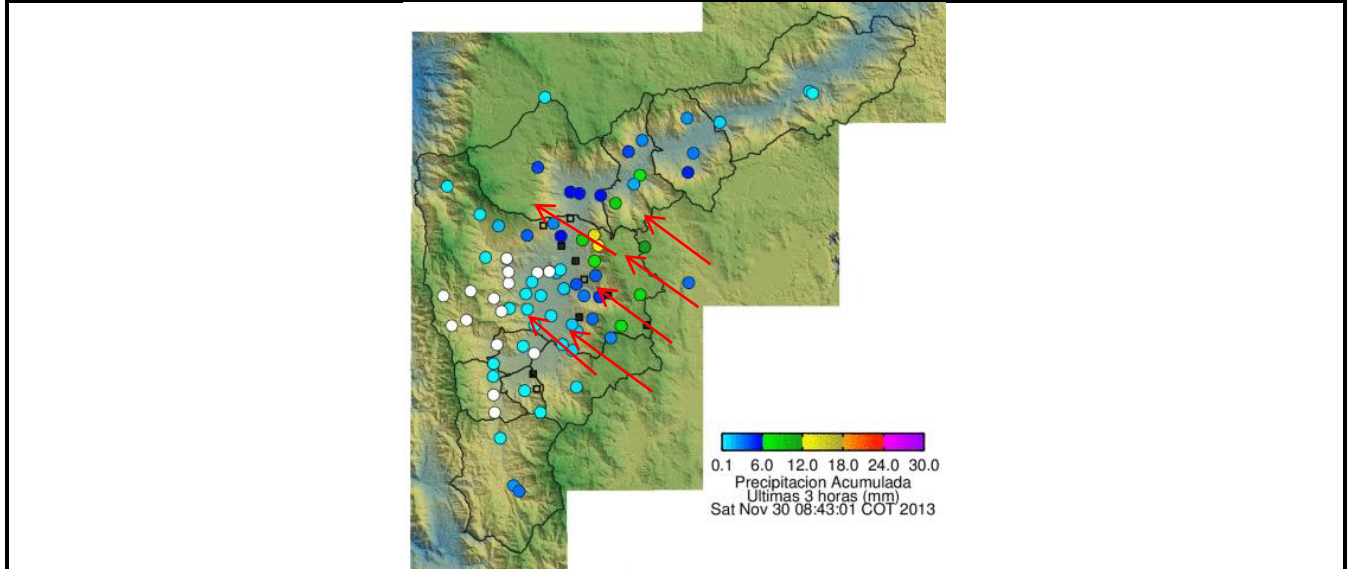 0.1 6.0 12.0 18.0 24.0 30.0
Precipitacion Acumulada
Ultimas 3 horas (mm)
Sat Nov 30 08:43:01 COT 2013